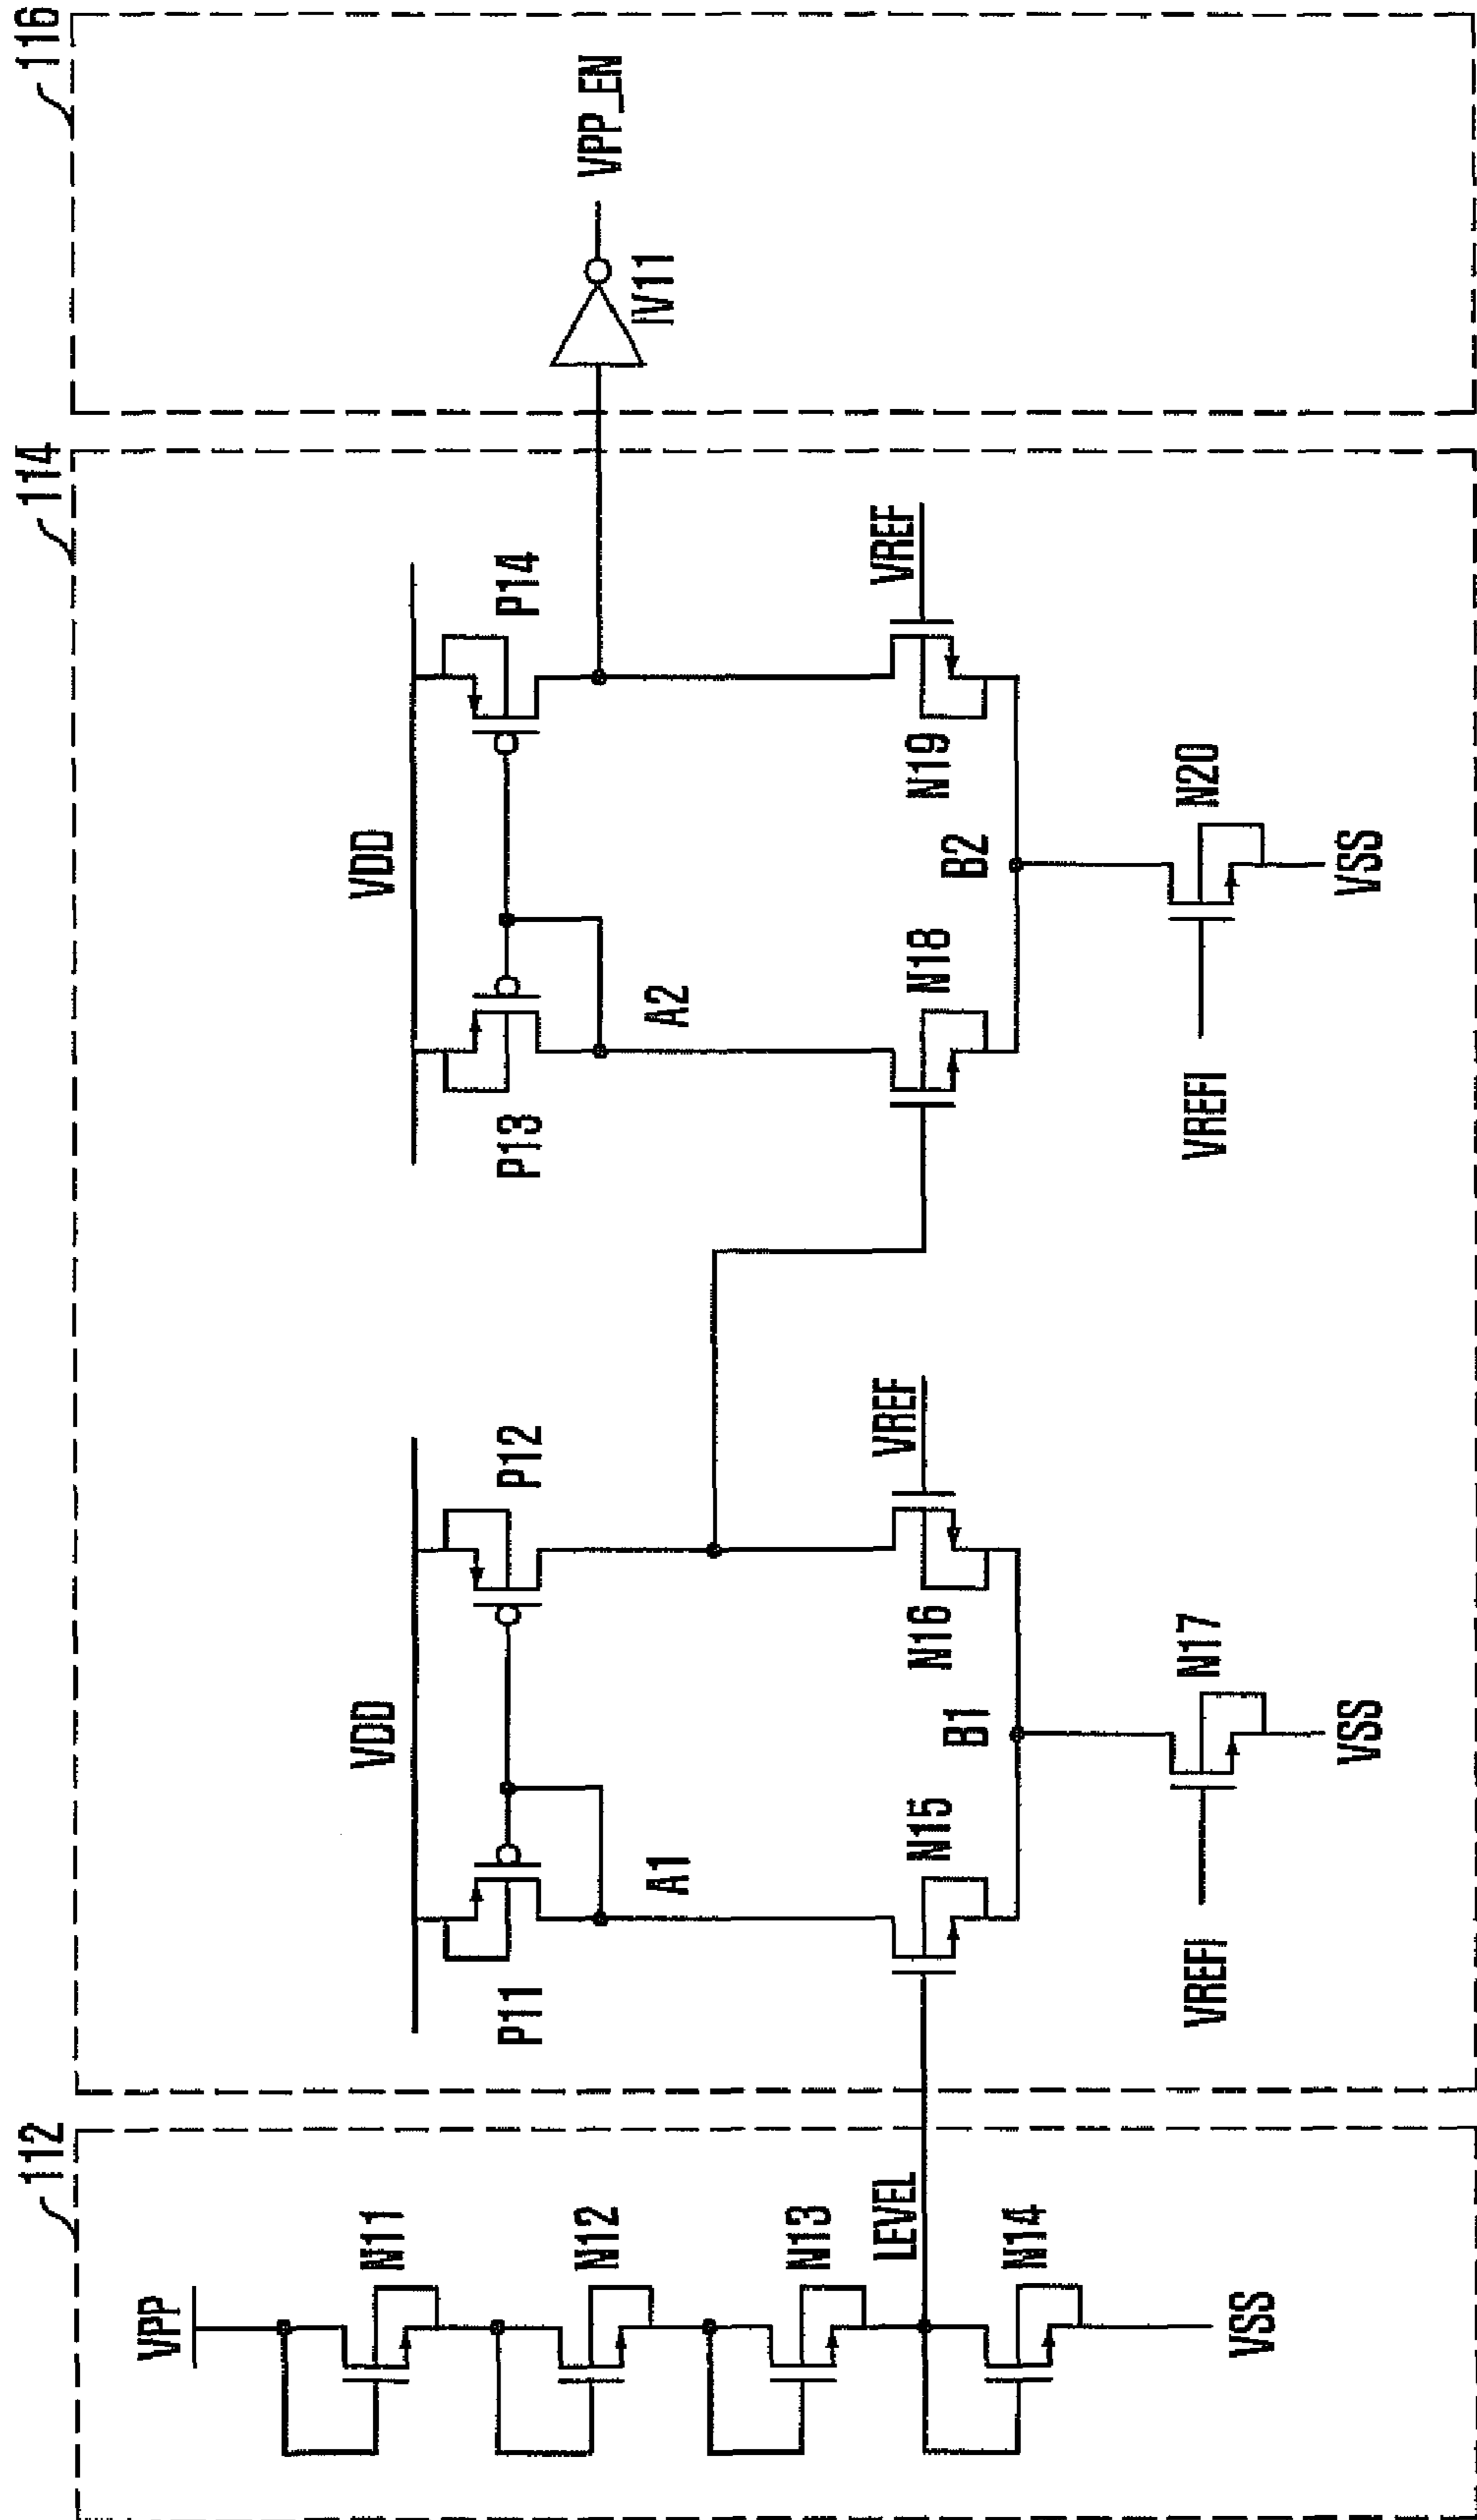 112
VPP
N11
N12
N13
LEVEL
N14
VSS
114
VDD
P11
P12
A1
N15
N16
VREF
B1
VREFI
N17
VSS
VDD
P13
P14
A2
N18
N19
VREF
B2
VREFI
N20
VSS
116
IV11
VPP_EN